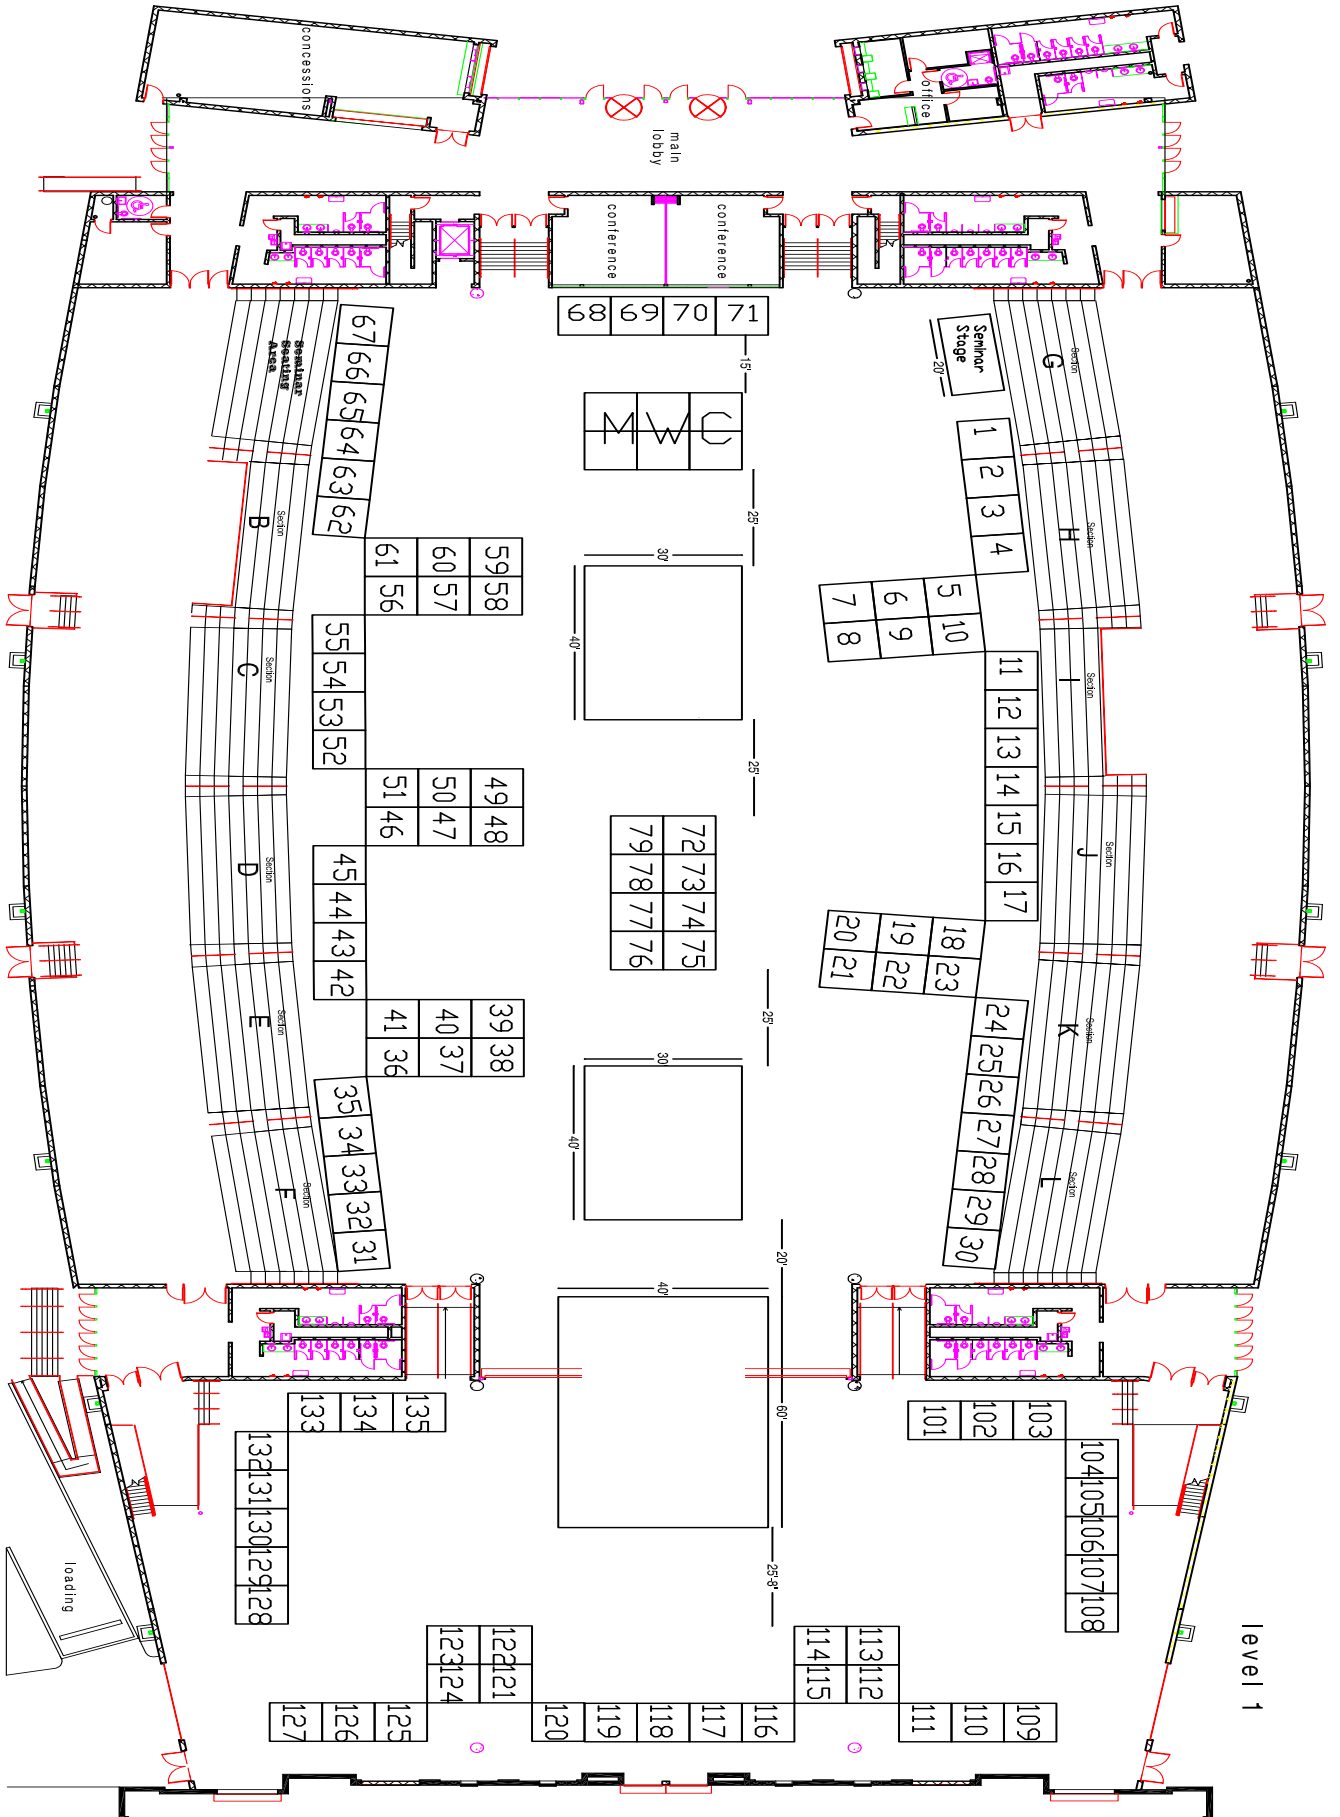 concessions
office
main
lobby
conference
conference
68 69 70 71
15'
Seminar
Stage
20'
Seminar
Seating
Area
67
66
65
64
63
62
M W C
25'
Section
G
1
2
3
4
Section
H
Section
B
61 60 59
56 57 58
30'
40'
7 6 5
8 9 10
55
54
53
52
Section
C
11
12
13
14
15
16
17
Section
I
25'
51 50 49
46 47 48
79 72
78 73
77 74
76 75
Section
J
45
44
43
42
Section
D
20 19 18
21 22 23
25'
41 40 39
36 37 38
Section
E
24
25
26
27
28
29
30
Section
K
30'
40'
35
34
33
32
31
Section
F
Section
L
20'
40'
60'
133 134 135
132
131
130
129
128
101 102 103
104
105
106
107
108
25'-8"
loading
level 1
123 122
124 121
114 113
115 112
127 126 125
120 119 118 117 116
111 110 109